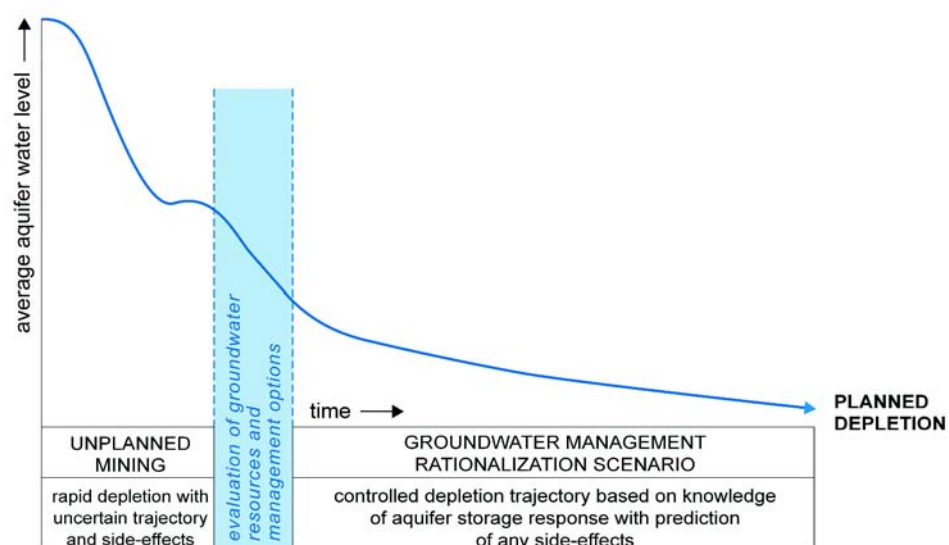 average aquifer water level
evaluation of groundwater
resources and
management options
time
PLANNED
DEPLETION
UNPLANNED
MINING
GROUNDWATER MANAGEMENT
RATIONALIZATION SCENARIO
rapid depletion with
uncertain trajectory
and side-effects
controlled depletion trajectory based on knowledge
of aquifer storage response with prediction
of any side-effects